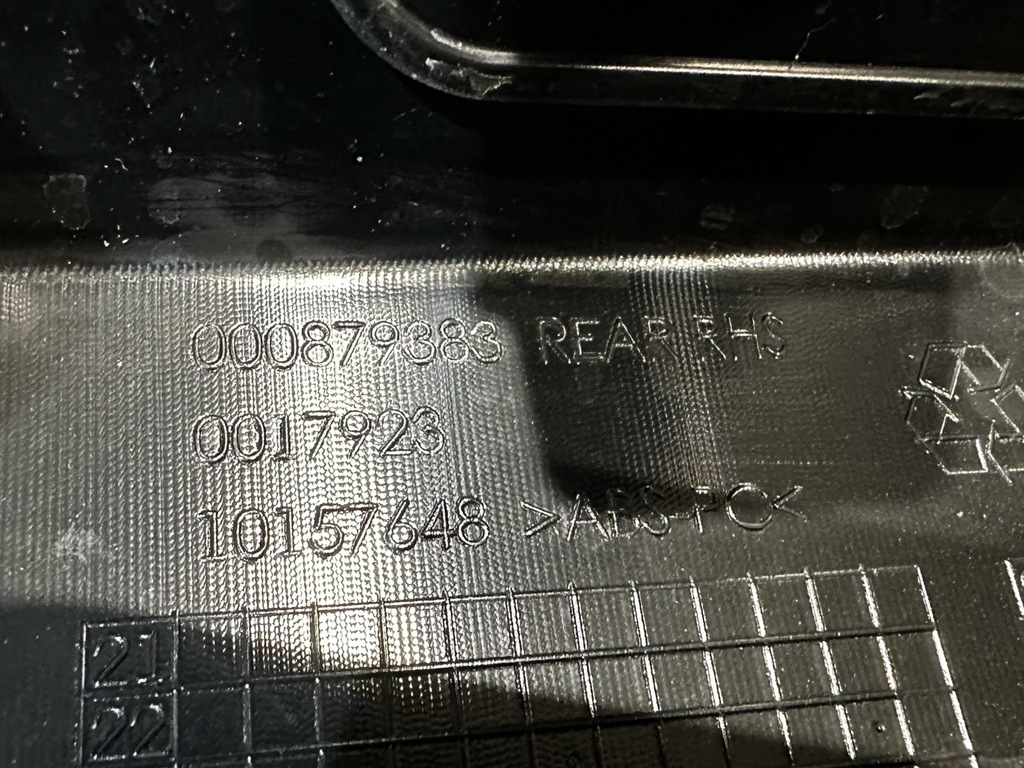 000879383 REAR RHS
0017923
10157648 >ABS-PC<
21
22